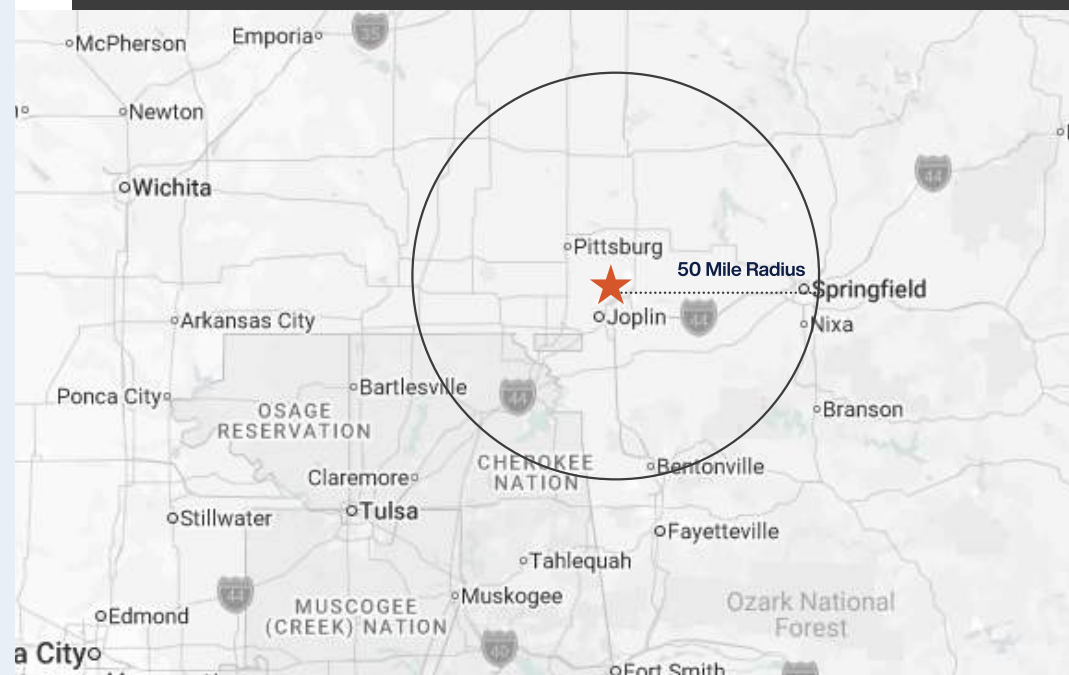 35
McPherson
Emporia
Newton
44
Wichita
Pittsburg
50 Mile Radius
Springfield
Joplin
44
Nixa
Arkansas City
Bartlesville
44
Ponca City
OSAGE
RESERVATION
Branson
CHEROKEE
NATION
Bentonville
Claremore
Tulsa
Stillwater
Fayetteville
Tahlequah
44
Muskogee
MUSCOGEE
(CREEK) NATION
Ozark National
Forest
Edmond
40
a City
Fort Smith